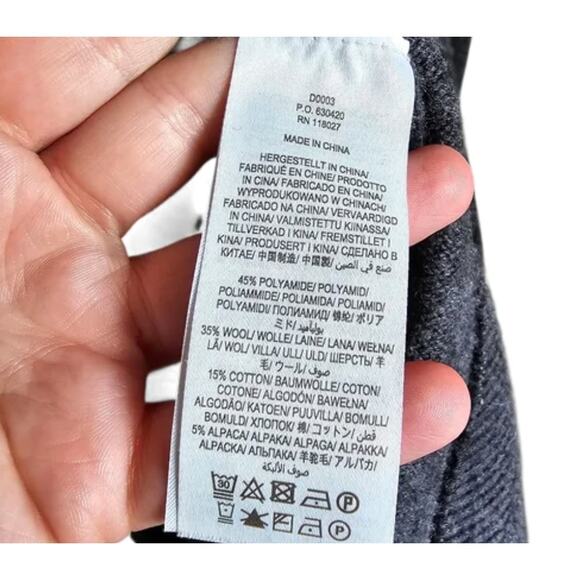 D0003
P.O. 630420
RN 118027
MADE IN CHINA
HERGESTELLT IN CHINA/
FABRIQUÉ EN CHINE/ PRODOTTO
IN CINA/ FABRICADO EN CHINA/
WYPRODUKOWANO W CHINACH/
FABRICADO NA CHINA/ VERVAARDIGD
IN CHINA/ VALMISTETTU KIINASSA/
TILLVERKAD I KINA/ FREMSTILLET I
KINA/ PRODUSERT I KINA/ СДЕЛАНО В
КИТАЕ/ 中国制造/ 中国製/ صنع في الصين
45% POLYAMIDE/ POLYAMID/
POLIAMMIDE/ POLIAMIDA/ POLIAMID/
POLYAMIDI/ ПОЛИАМИД/ 锦纶/ ポリア
ミド/ بوليأميد
35% WOOL/ WOLLE/ LAINE/ LANA/ WEŁNA/
LÃ/ WOL/ VILLA/ ULL/ ULD/ ШЕРСТЬ/ 羊
毛/ ウール/ صوف
15% COTTON/ BAUMWOLLE/ COTON/
COTONE/ ALGODÓN/ BAWEŁNA/
ALGODÃO/ KATOEN/ PUUVILLA/ BOMULL/
BOMULD/ ХЛОПОК/ 棉/ コットン/ قطن
5% ALPACA/ ALPAKA/ ALPAGA/ ALPAKKA/
ALPACKA/ АЛЬПАКА/ 羊驼毛/ アルパカ/
صوف الألبكة
30 P